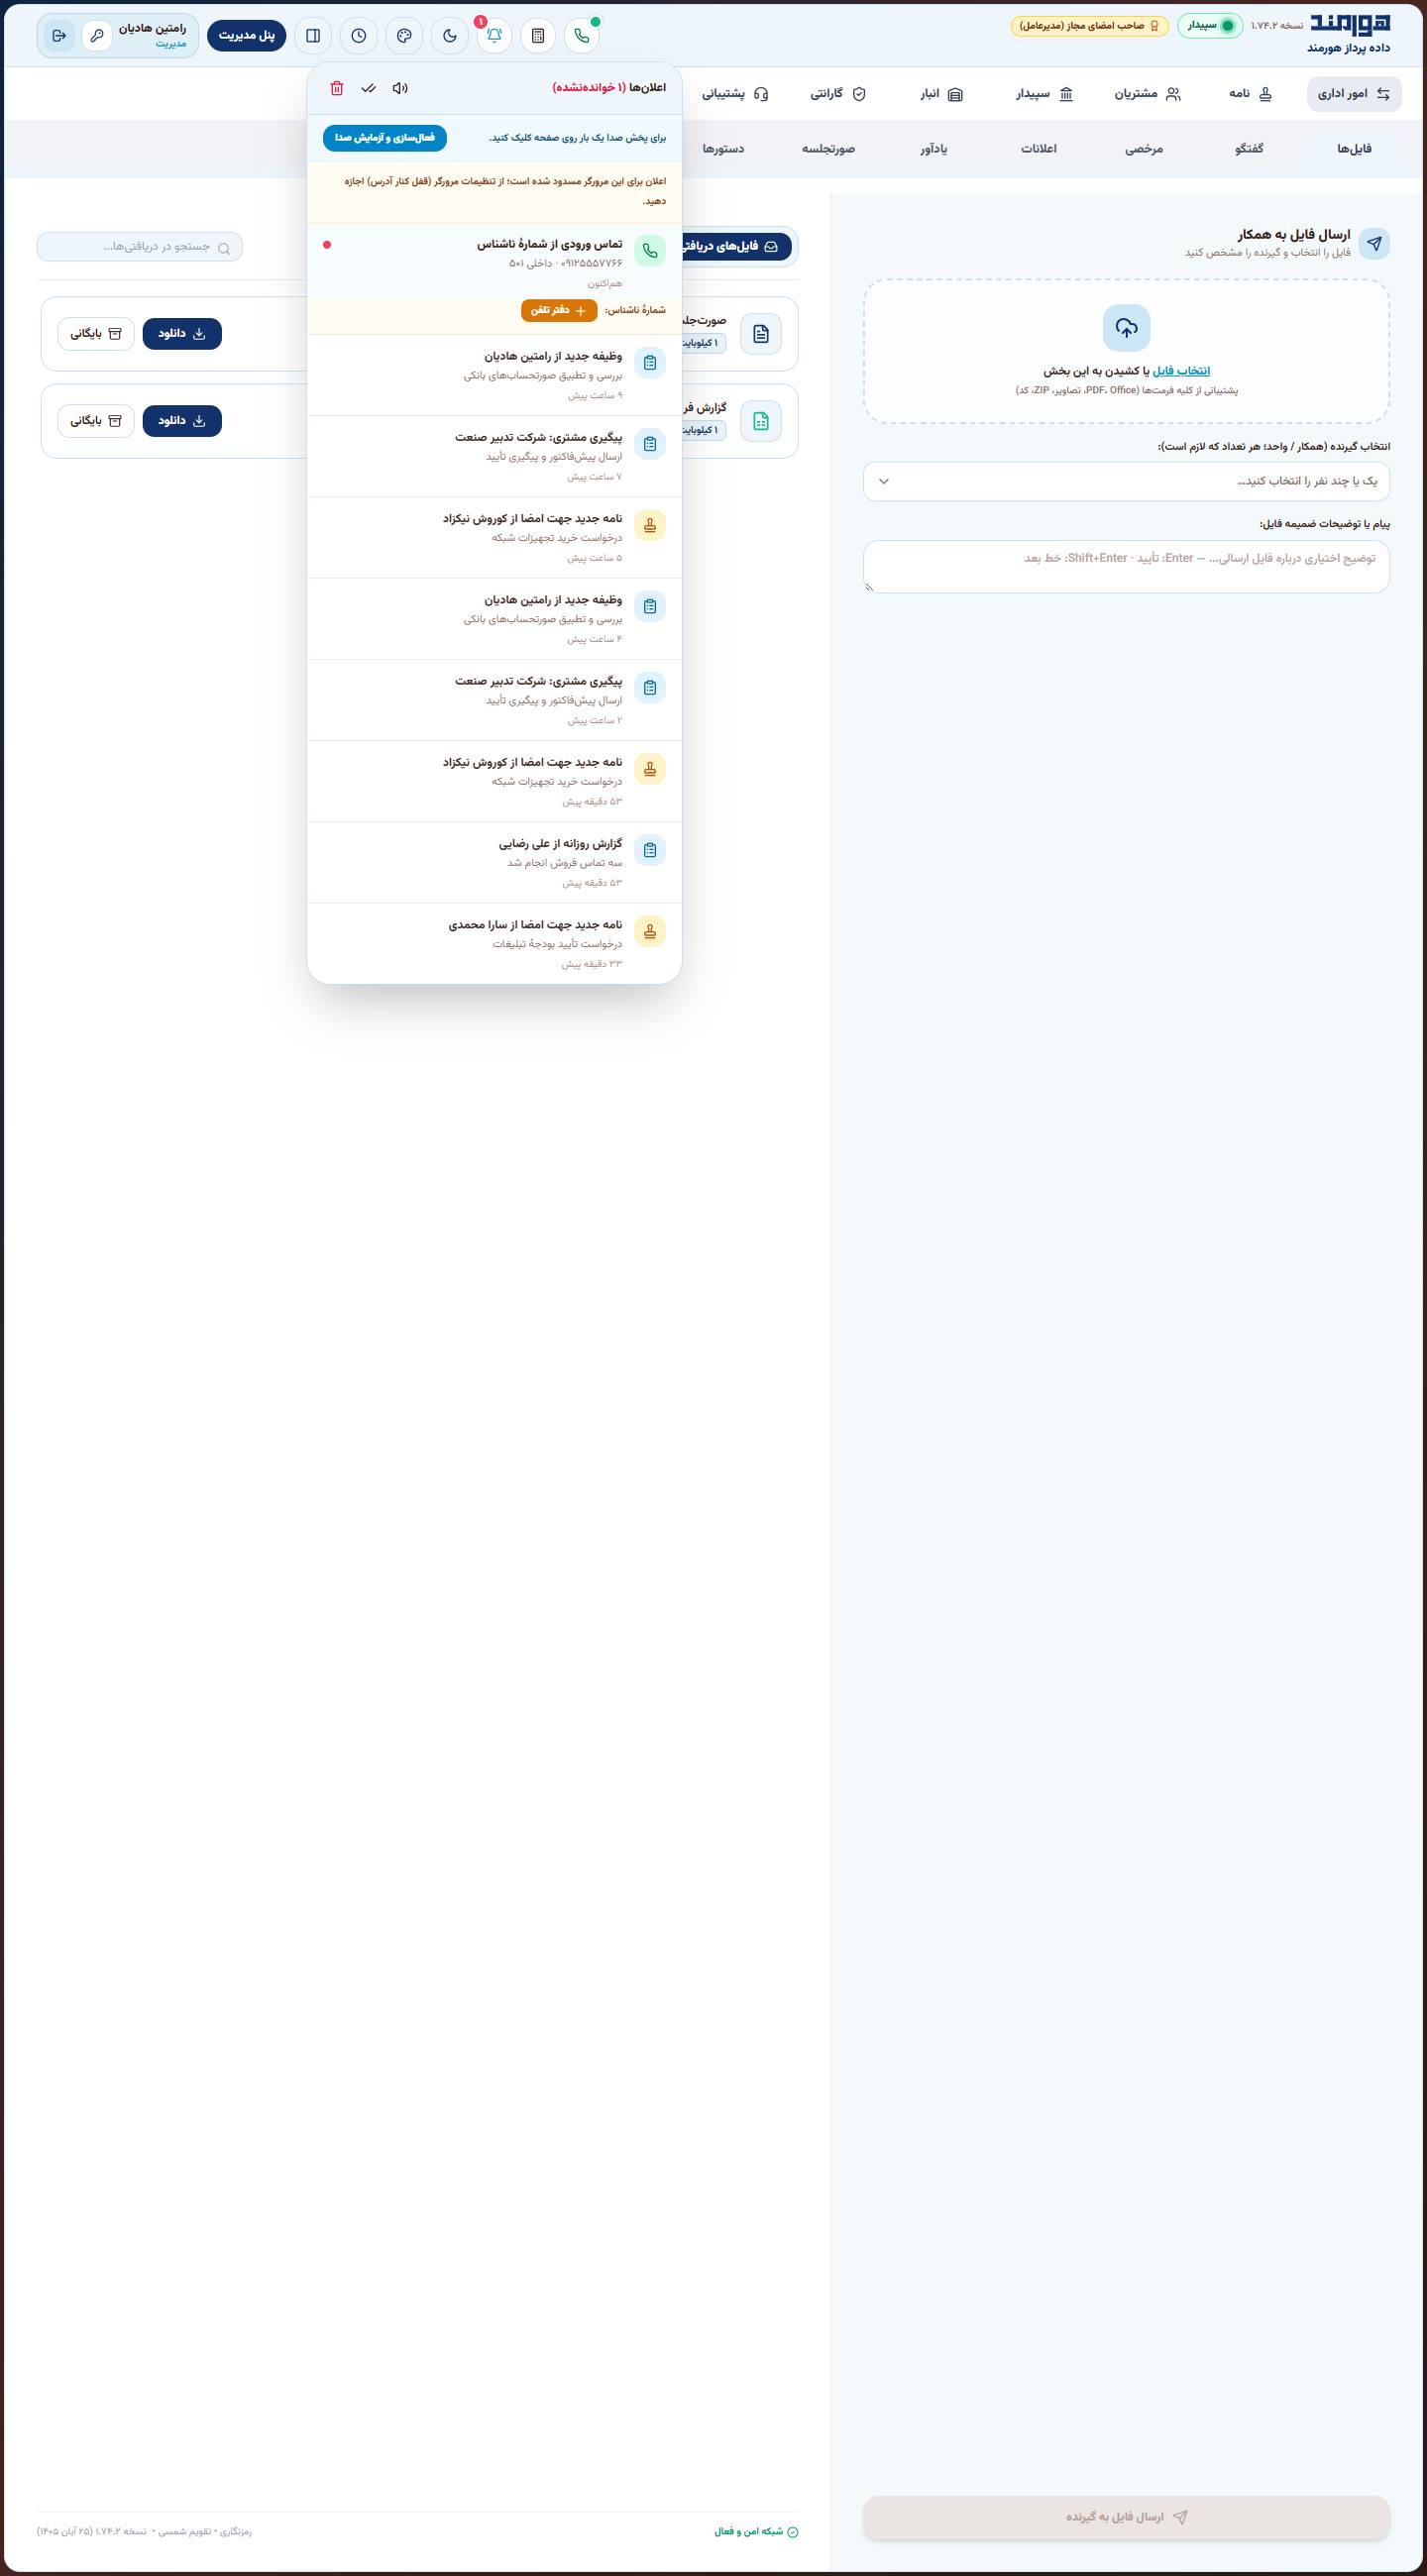 هورمند
نسخه ۱.۷۴.۲
سپیدار
صاحب امضای مجاز (مدیرعامل)
داده پرداز هورمند
۱
پنل مدیریت
رامتین هادیان
مدیریت
امور اداری
نامه
مشتریان
سپیدار
انبار
گارانتی
پشتیبانی
فایل‌ها
گفتگو
مرخصی
اعلانات
یادآور
صورتجلسه
دستورها
ارسال فایل به همکار
فایل را انتخاب و گیرنده را مشخص کنید
انتخاب فایل یا کشیدن به این بخش
پشتیبانی از کلیه فرمت‌ها (PDF، Office، تصاویر، ZIP، کد)
انتخاب گیرنده (همکار / واحد؛ هر تعداد که لازم است):
یک یا چند نفر را انتخاب کنید...
پیام یا توضیحات ضمیمه فایل:
توضیح اختیاری درباره فایل ارسالی... — Enter: تأیید · Shift+Enter: خط بعد
ارسال فایل به گیرنده
فایل‌های دریافتی
جستجو در دریافتی‌ها...
۱ کیلوبایت
دانلود
بایگانی
گزارش فر
۱ کیلوبایت
دانلود
بایگانی
اعلان‌ها (۱ خوانده‌نشده)
برای پخش صدا یک بار روی صفحه کلیک کنید.
فعال‌سازی و آزمایش صدا
اعلان برای این مرورگر مسدود شده است؛ از تنظیمات مرورگر (قفل کنار آدرس) اجازه
دهید.
تماس ورودی از شمارهٔ ناشناس
۰۹۱۲۵۵۵۷۷۶۶ · داخلی ۵۰۱
هم‌اکنون
شمارهٔ ناشناس:
دفتر تلفن
وظیفه جدید از رامتین هادیان
بررسی و تطبیق صورتحساب‌های بانکی
۹ ساعت پیش
پیگیری مشتری: شرکت تدبیر صنعت
ارسال پیش‌فاکتور و پیگیری تأیید
۷ ساعت پیش
نامه جدید جهت امضا از کوروش نیکزاد
درخواست خرید تجهیزات شبکه
۵ ساعت پیش
وظیفه جدید از رامتین هادیان
بررسی و تطبیق صورتحساب‌های بانکی
۴ ساعت پیش
پیگیری مشتری: شرکت تدبیر صنعت
ارسال پیش‌فاکتور و پیگیری تأیید
۲ ساعت پیش
نامه جدید جهت امضا از کوروش نیکزاد
درخواست خرید تجهیزات شبکه
۵۳ دقیقه پیش
گزارش روزانه از علی رضایی
سه تماس فروش انجام شد
۵۳ دقیقه پیش
نامه جدید جهت امضا از سارا محمدی
درخواست تأیید بودجهٔ تبلیغات
۳۳ دقیقه پیش
شبکه امن و فعال
رمزنگاری • تقویم شمسی • نسخه ۱.۷۴.۲ (۲۵ آبان ۱۴۰۵)